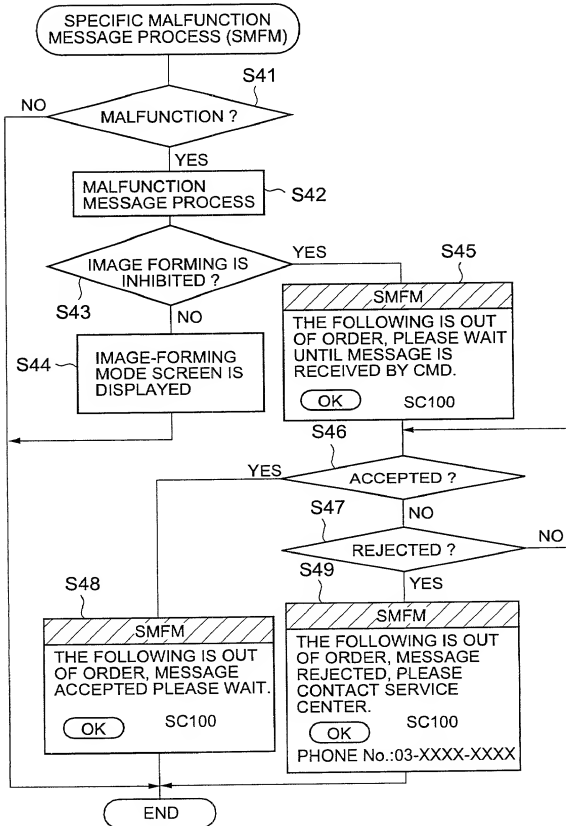 SPECIFIC MALFUNCTION
MESSAGE PROCESS (SMFM)
S41
NO
MALFUNCTION ?
YES
MALFUNCTION
MESSAGE PROCESS
S42
YES
IMAGE FORMING IS
INHIBITED ?
S43
NO
S44
IMAGE-FORMING
MODE SCREEN IS
DISPLAYED
S45
SMFM
THE FOLLOWING IS OUT
OF ORDER, PLEASE WAIT
UNTIL MESSAGE IS
RECEIVED BY CMD.
OK
SC100
S46
YES
ACCEPTED ?
NO
S47
REJECTED ?
NO
YES
S48
SMFM
THE FOLLOWING IS OUT
OF ORDER, MESSAGE
ACCEPTED PLEASE WAIT.
OK
SC100
S49
SMFM
THE FOLLOWING IS OUT
OF ORDER, MESSAGE
REJECTED, PLEASE
CONTACT SERVICE
CENTER.
OK
SC100
PHONE No.:03-XXXX-XXXX
END